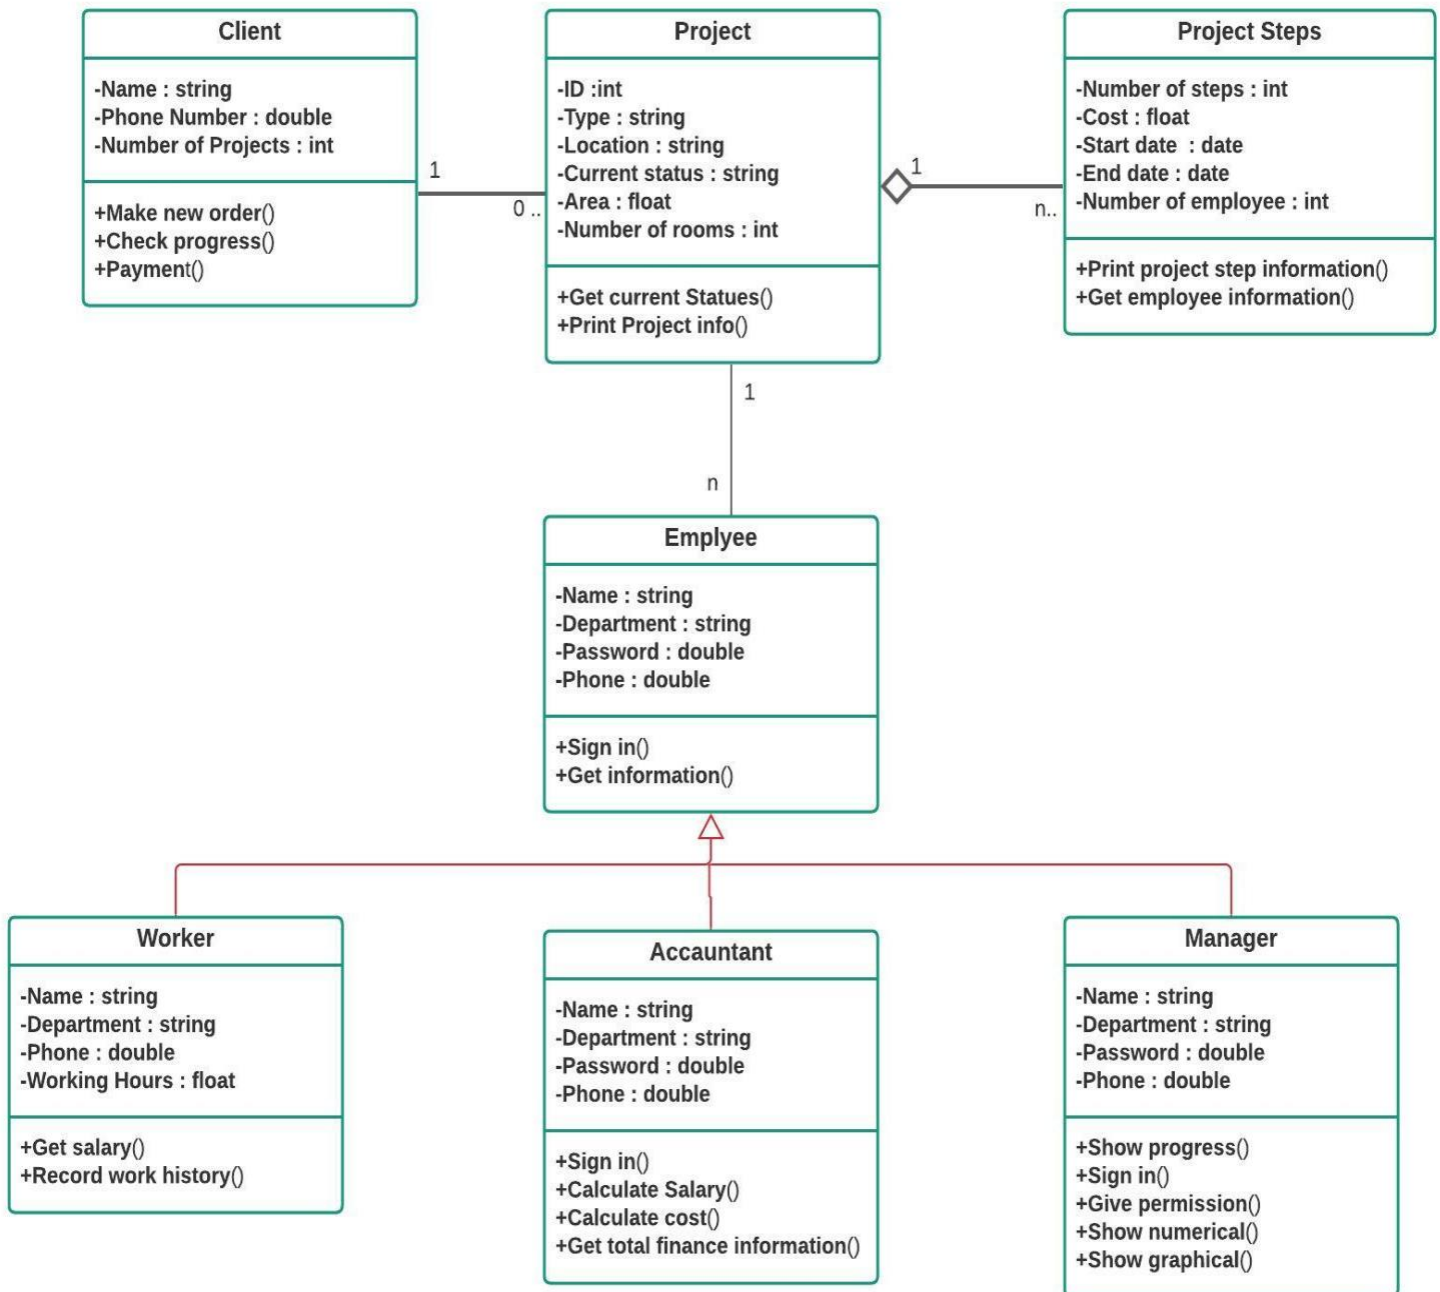 Client
-Name : string
-Phone Number : double
-Number of Projects : int
+Make new order()
+Check progress()
+Payment()
1
0 ..
Project
-ID :int
-Type : string
-Location : string
-Current status : string
-Area : float
-Number of rooms : int
+Get current Statues()
+Print Project info()
1
n..
Project Steps
-Number of steps : int
-Cost : float
-Start date : date
-End date : date
-Number of employee : int
+Print project step information()
+Get employee information()
1
n
Emplyee
-Name : string
-Department : string
-Password : double
-Phone : double
+Sign in()
+Get information()
Worker
-Name : string
-Department : string
-Phone : double
-Working Hours : float
+Get salary()
+Record work history()
Accauntant
-Name : string
-Department : string
-Password : double
-Phone : double
+Sign in()
+Calculate Salary()
+Calculate cost()
+Get total finance information()
Manager
-Name : string
-Department : string
-Password : double
-Phone : double
+Show progress()
+Sign in()
+Give permission()
+Show numerical()
+Show graphical()